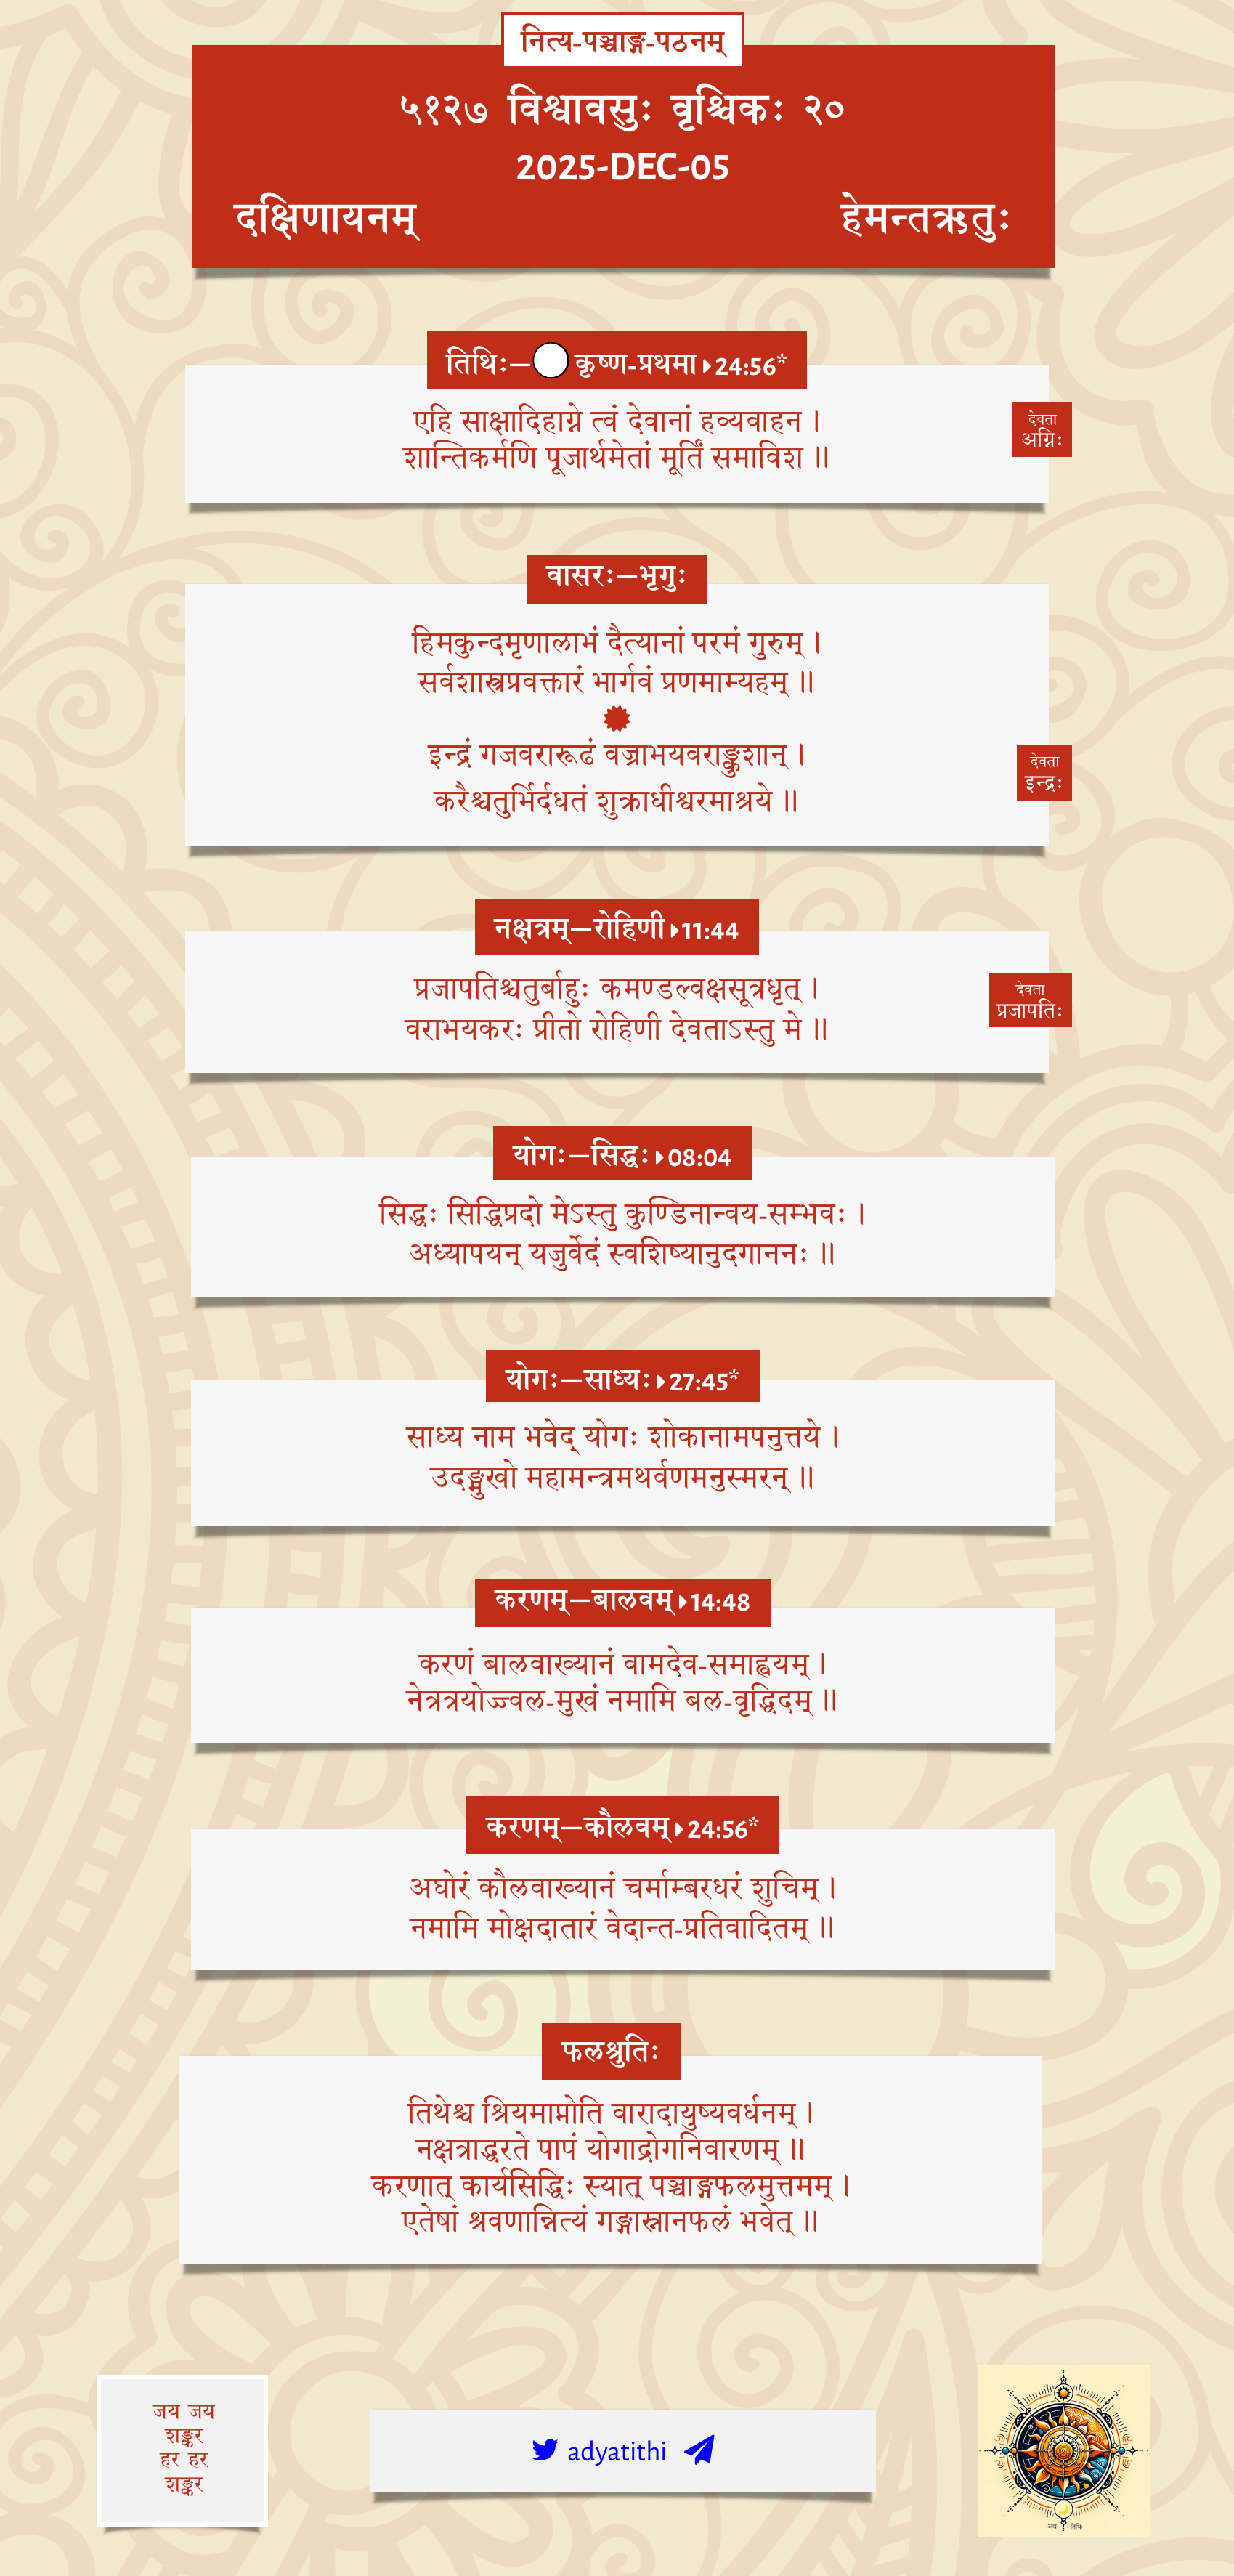 नित्य-पञ्चाङ्ग-पठनम्
५१२७ विश्वावसुः वृश्चिकः २०
2025-DEC-05
दक्षिणायनम् हेमन्तऋतुः
तिथिः—कृष्ण-प्रथमा 24:56*
एहि साक्षादिहाग्ने त्वं देवानां हव्यवाहन ।
शान्तिकर्मणि पूजार्थमेतां मूर्तिं समाविश ॥
देवता
अग्निः
वासरः—भृगुः
हिमकुन्दमृणालाभं दैत्यानां परमं गुरुम् ।
सर्वशास्त्रप्रवक्तारं भार्गवं प्रणमाम्यहम् ॥
इन्द्रं गजवरारूढं वज्राभयवराङ्कुशान् ।
करैश्चतुर्भिर्दधतं शुक्राधीश्वरमाश्रये ॥
देवता
इन्द्रः
नक्षत्रम्—रोहिणी 11:44
प्रजापतिश्चतुर्बाहुः कमण्डल्वक्षसूत्रधृत् ।
वराभयकरः प्रीतो रोहिणी देवताऽस्तु मे ॥
देवता
प्रजापतिः
योगः—सिद्धः 08:04
सिद्धः सिद्धिप्रदो मेऽस्तु कुण्डिनान्वय-सम्भवः ।
अध्यापयन् यजुर्वेदं स्वशिष्यानुदगाननः ॥
योगः—साध्यः 27:45*
साध्य नाम भवेद् योगः शोकानामपनुत्तये ।
उदङ्मुखो महामन्त्रमथर्वणमनुस्मरन् ॥
करणम्—बालवम् 14:48
करणं बालवाख्यानं वामदेव-समाह्वयम् ।
नेत्रत्रयोज्ज्वल-मुखं नमामि बल-वृद्धिदम् ॥
करणम्—कौलवम् 24:56*
अघोरं कौलवाख्यानं चर्माम्बरधरं शुचिम् ।
नमामि मोक्षदातारं वेदान्त-प्रतिवादितम् ॥
फलश्रुतिः
तिथेश्च श्रियमाप्नोति वारादायुष्यवर्धनम् ।
नक्षत्राद्धरते पापं योगाद्रोगनिवारणम् ॥
करणात् कार्यसिद्धिः स्यात् पञ्चाङ्गफलमुत्तमम् ।
एतेषां श्रवणान्नित्यं गङ्गास्नानफलं भवेत् ॥
जय जय
शङ्कर
हर हर
शङ्कर
adyatithi
अद्य तिथिः